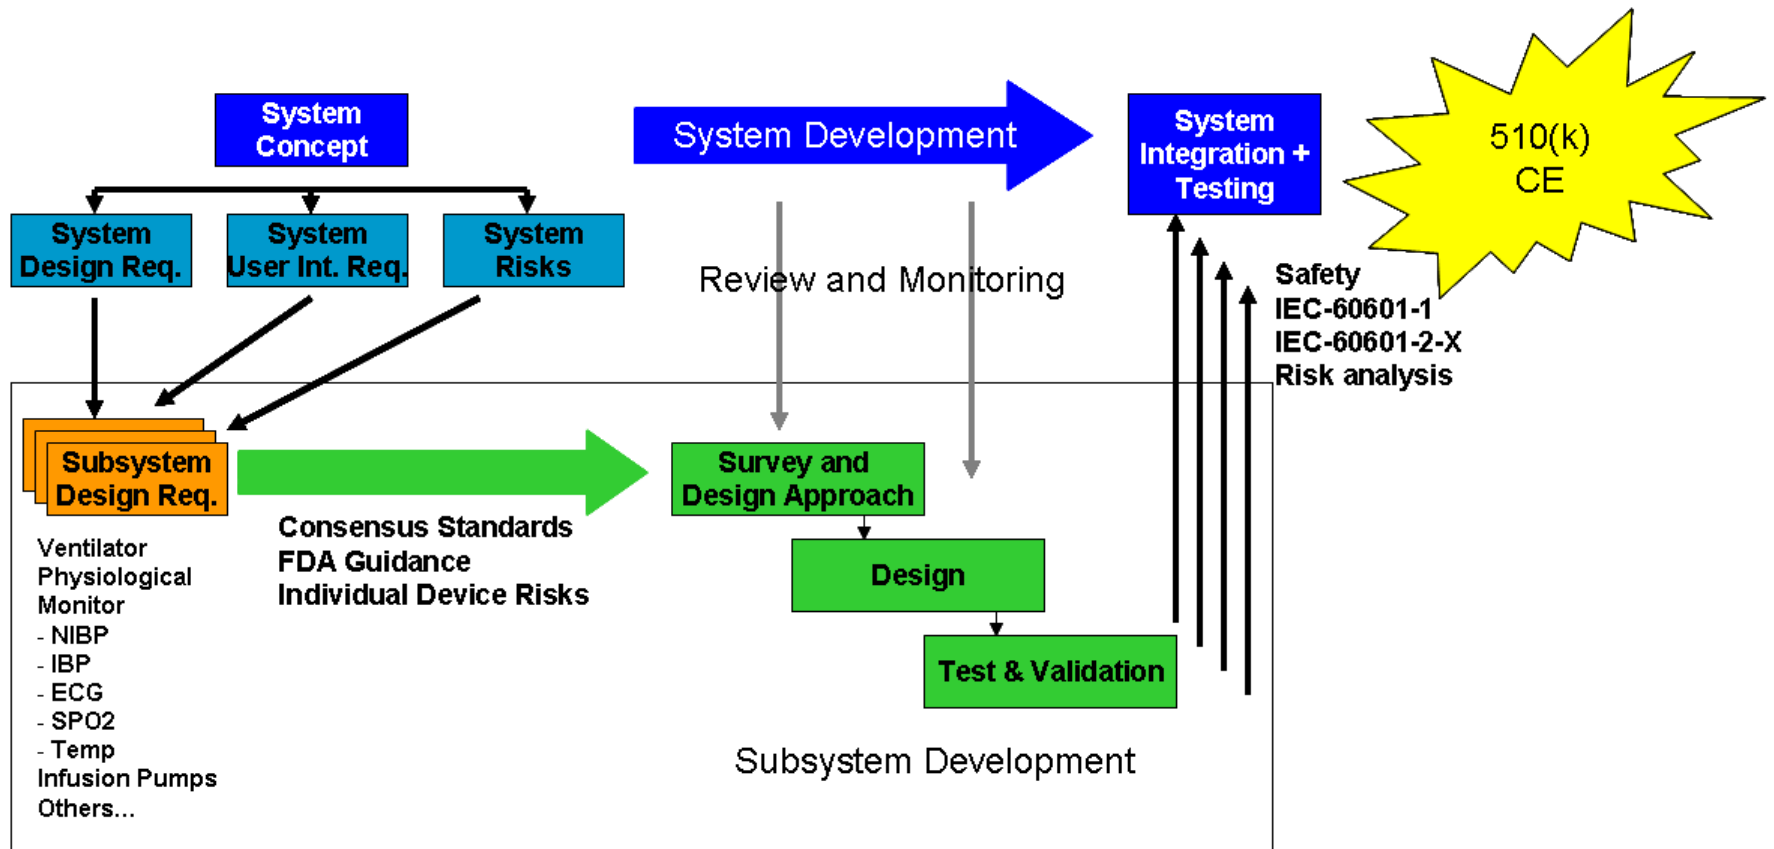 System
Concept
System Development
System
Integration +
Testing
510(k)
CE
System
Design Req.
System
User Int. Req.
System
Risks
Review and Monitoring
Safety
IEC-60601-1
IEC-60601-2-X
Risk analysis
Subsystem
Design Req.
Survey and
Design Approach
Consensus Standards
FDA Guidance
Individual Device Risks
Design
Test & Validation
Ventilator
Physiological
Monitor
- NIBP
- IBP
- ECG
- SPO2
- Temp
Infusion Pumps
Others...
Subsystem Development